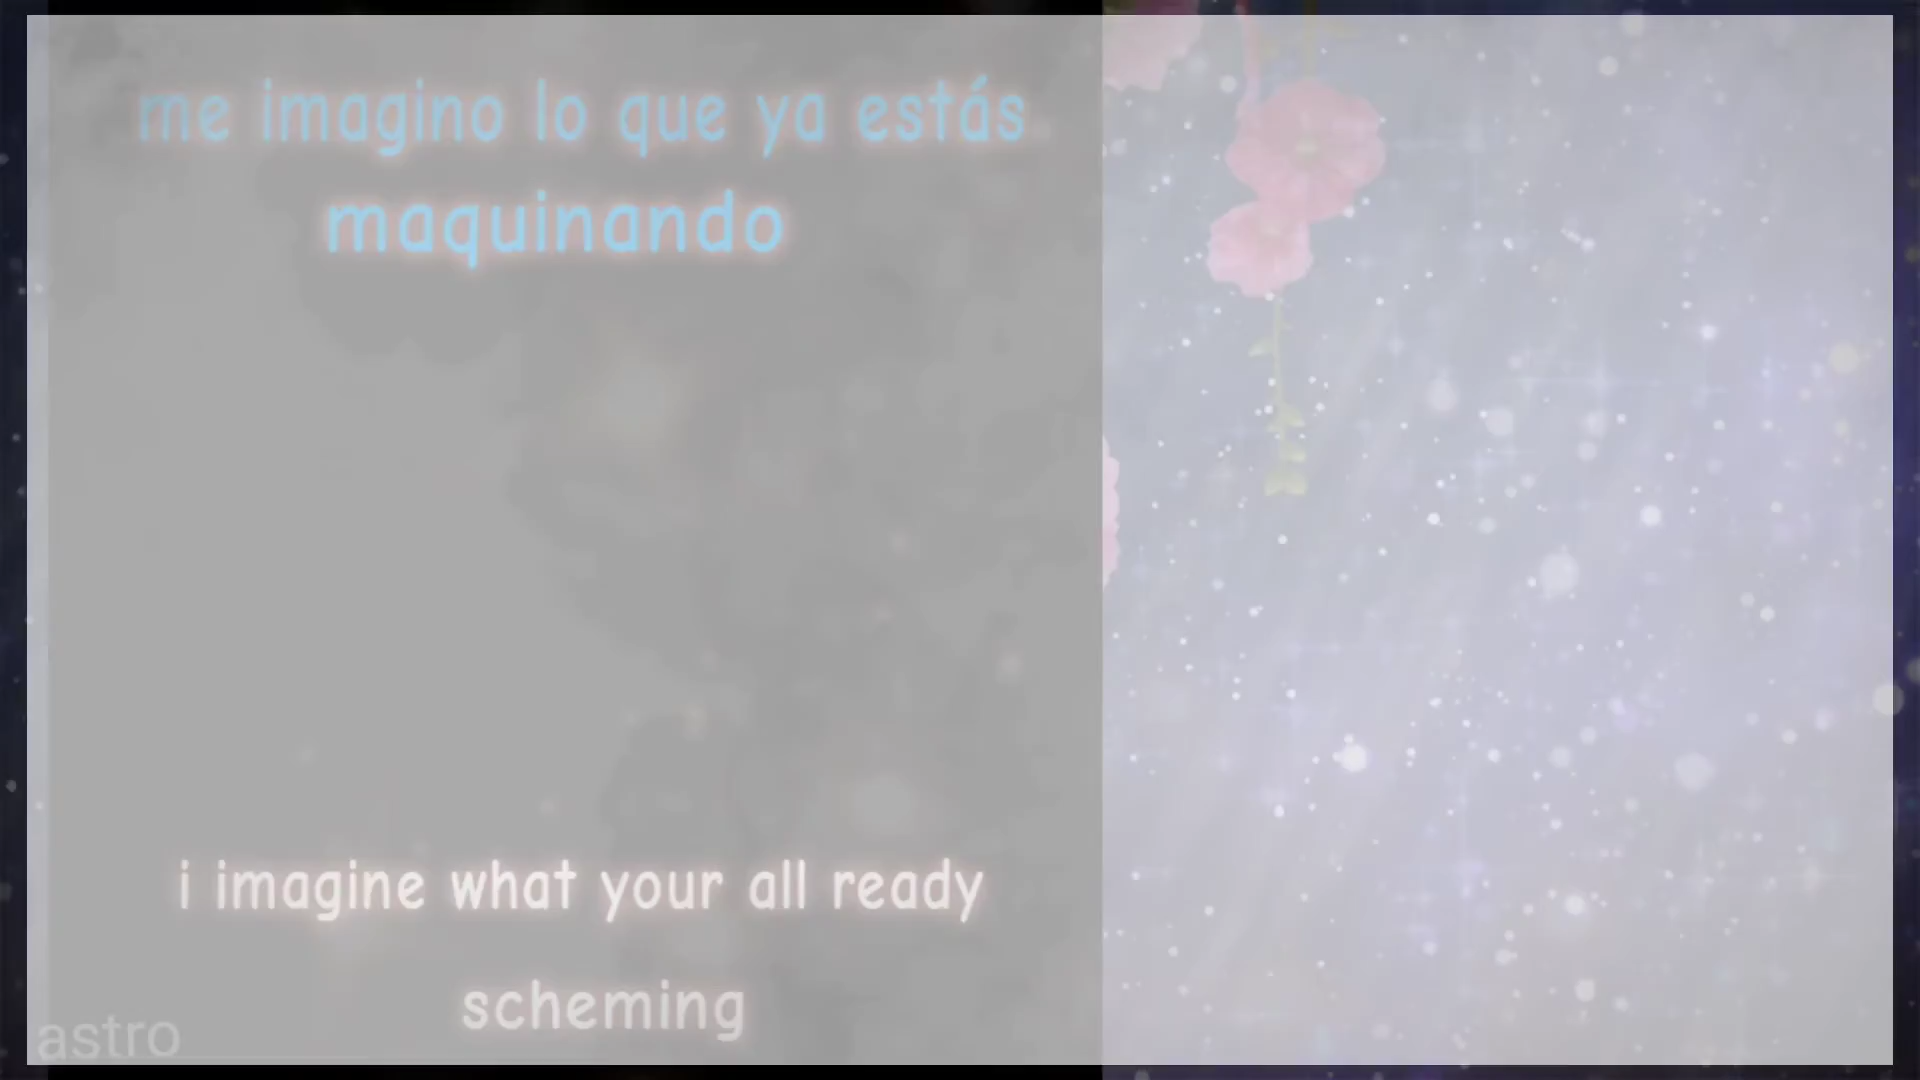 me imagino lo que ya estás
maquinando
i imagine what your all ready
scheming
astro